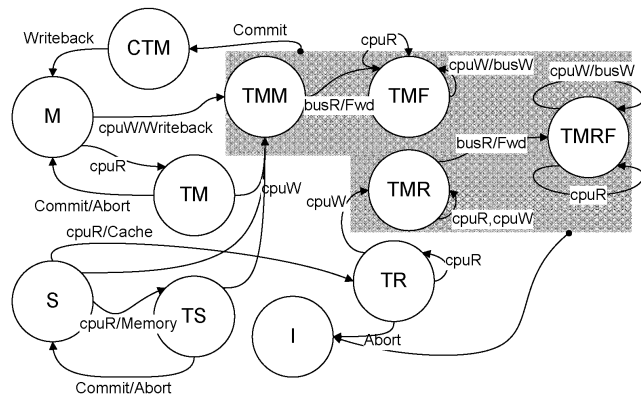 Writeback
CTM
Commit
cpuR
TMM
TMF
cpuW/busW
cpuW/busW
M
cpuW/Writeback
busR/Fwd
TMRF
cpuR
busR/Fwd
TM
cpuW
TMR
cpuR
Commit/Abort
cpuW
cpuR,cpuW
cpuR/Cache
cpuR
S
TS
TR
cpuR/Memory
I
Abort
Commit/Abort